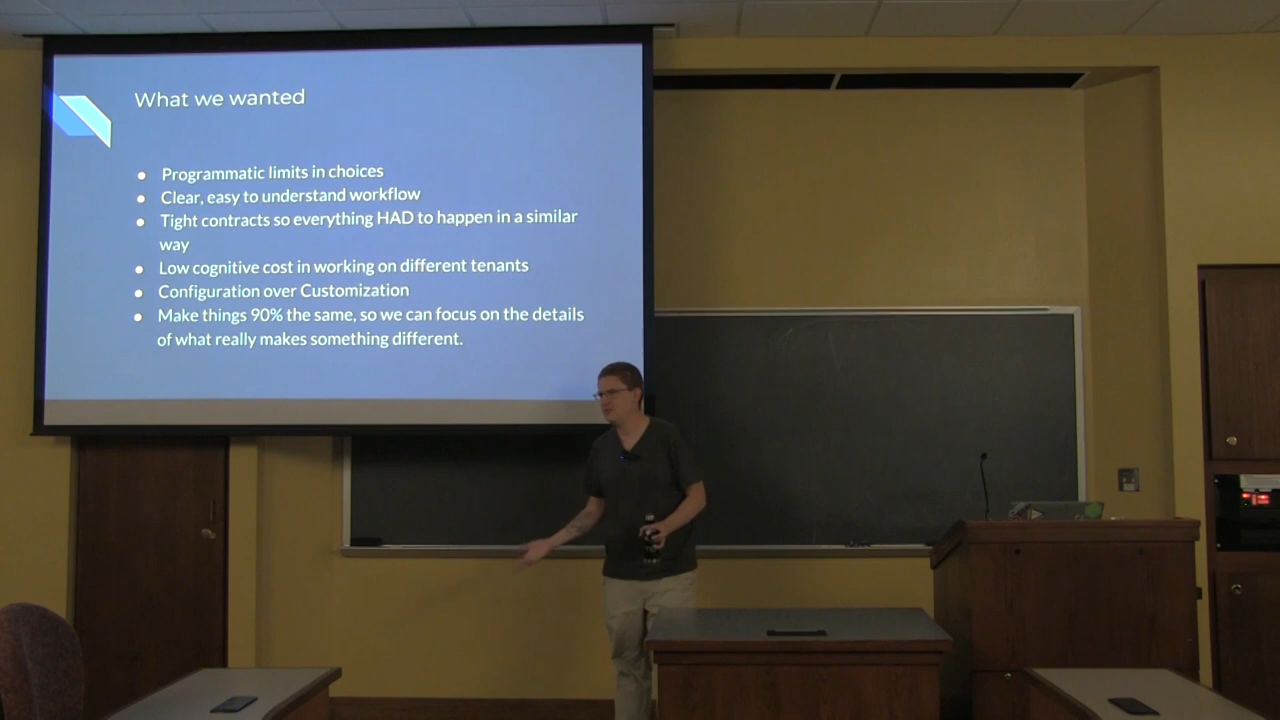 What we wanted
● Programmatic limits in choices
● Clear, easy to understand workflow
● Tight contracts so everything HAD to happen in a similar
way
● Low cognitive cost in working on different tenants
● Configuration over Customization
● Make things 90% the same, so we can focus on the details
of what really makes something different.